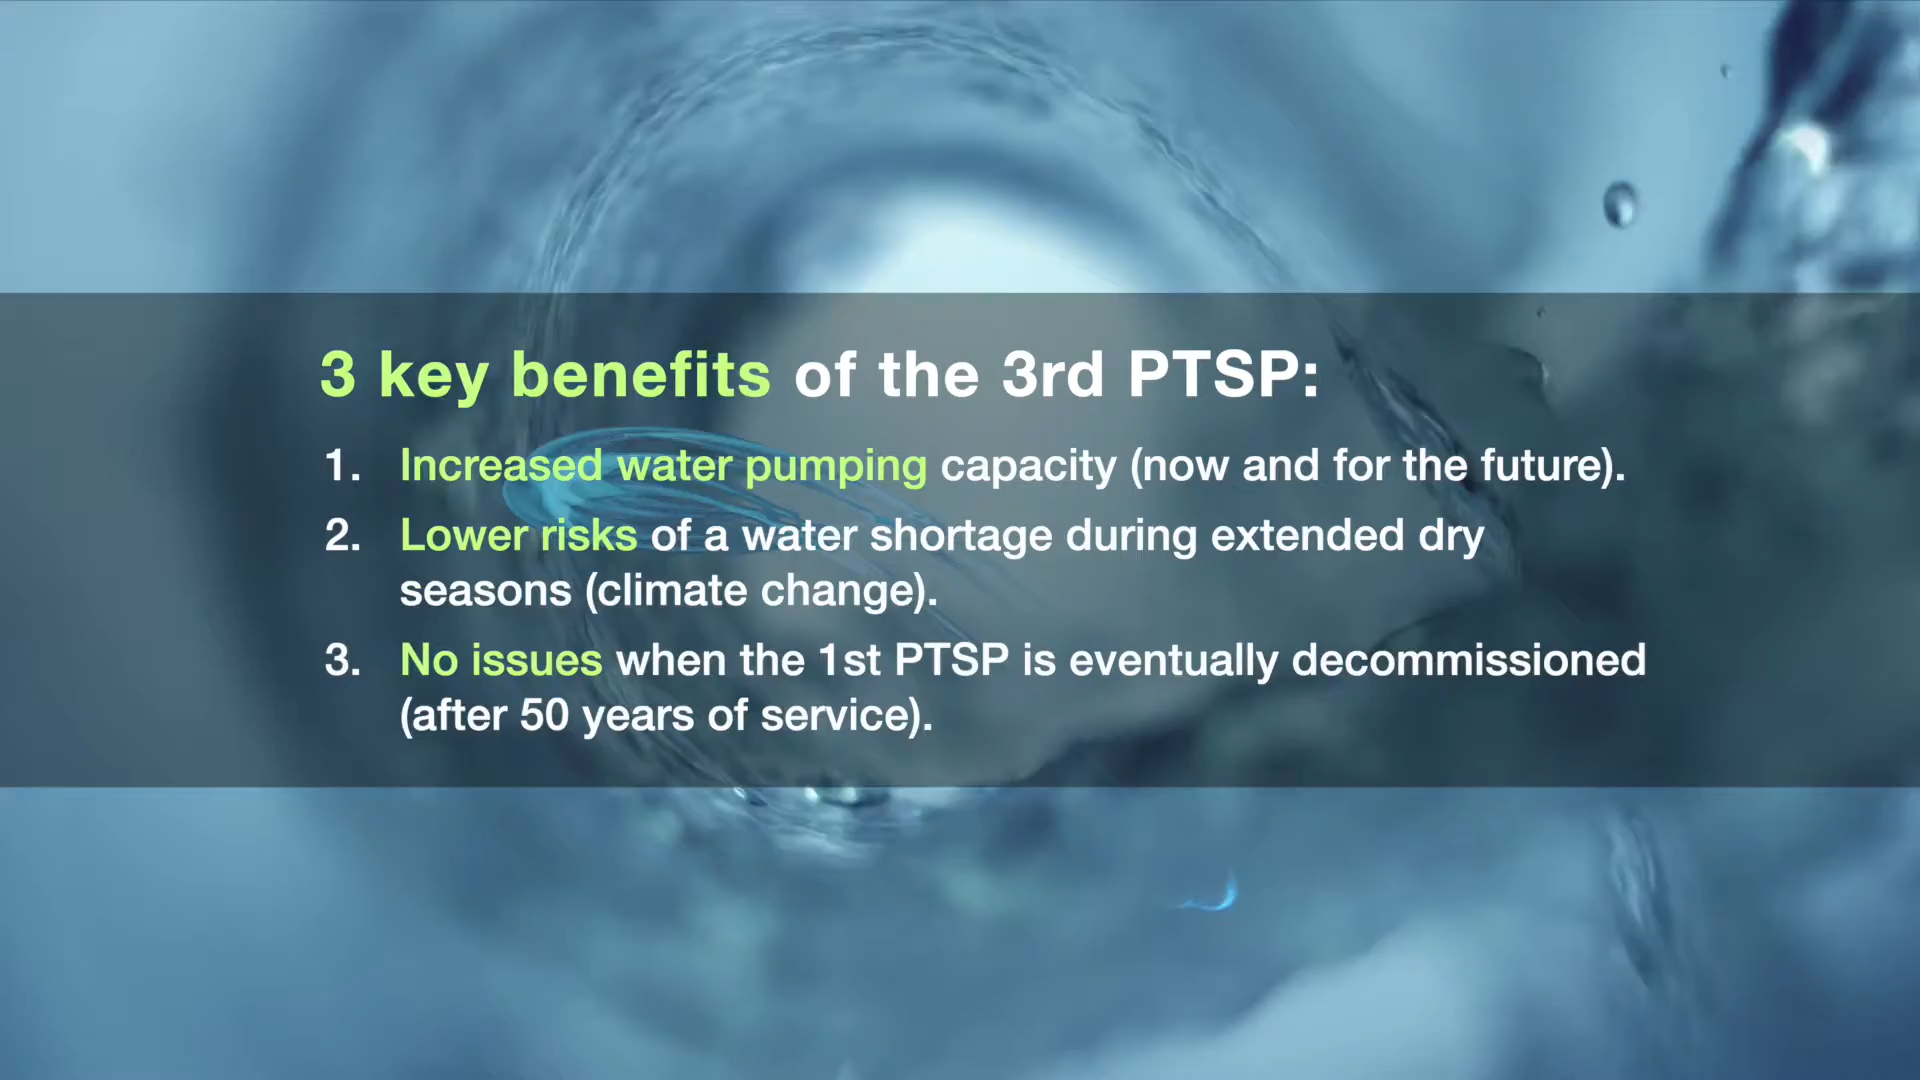 3 key benefits of the 3rd PTSP:
1. Increased water pumping capacity (now and for the future).
2. Lower risks of a water shortage during extended dry
seasons (climate change).
3. No issues when the 1st PTSP is eventually decommissioned
(after 50 years of service).